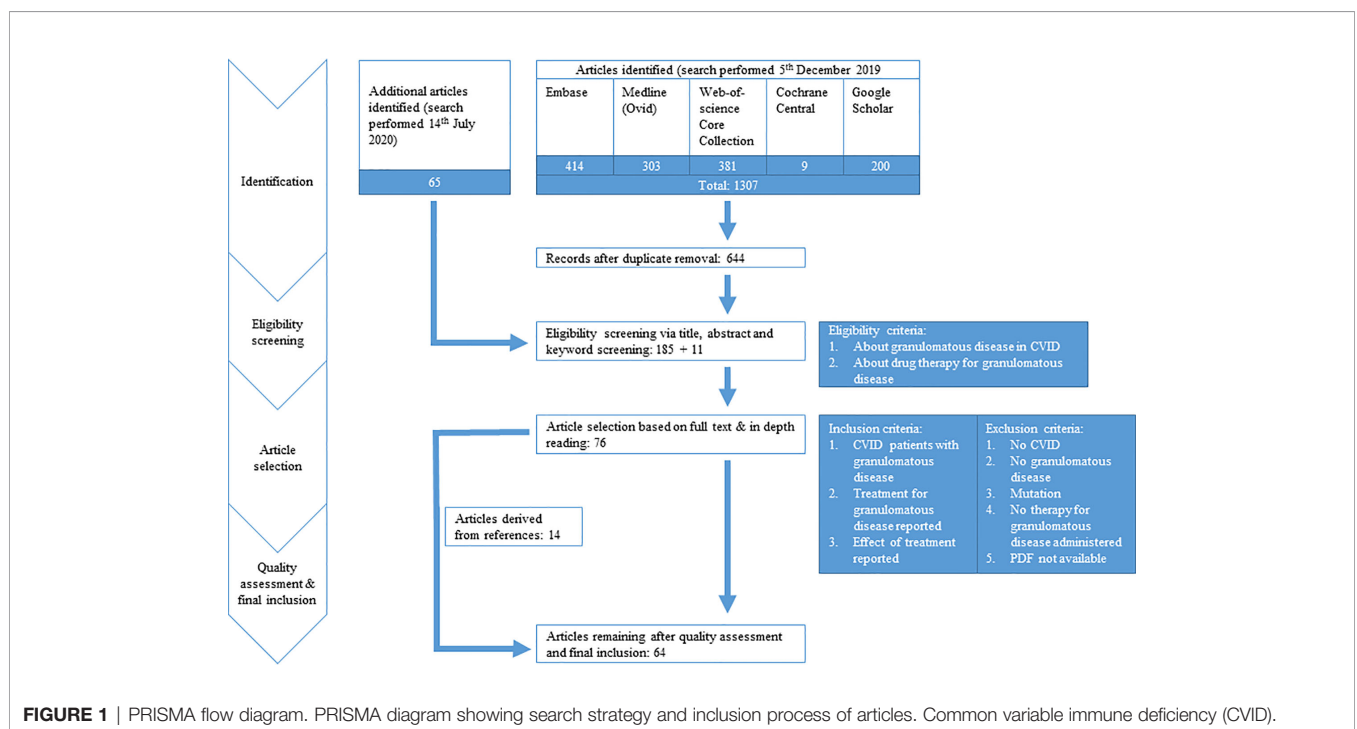 Identification
Eligibility
screening
Article
selection
Quality
assessment &
final inclusion
Additional articles
identified (search
performed 14th July
2020)
65
Articles identified (search performed 5th December 2019
Embase
Medline
(Ovid)
Web-of-
science
Core
Collection
Cochrane
Central
Google
Scholar
414
303
381
9
200
Total: 1307
Records after duplicate removal: 644
Eligibility screening via title, abstract and
keyword screening: 185 + 11
Eligibility criteria:
1. About granulomatous disease in CVID
2. About drug therapy for granulomatous
disease
Article selection based on full text & in depth
reading: 76
Inclusion criteria:
1. CVID patients with
granulomatous
disease
2. Treatment for
granulomatous
disease reported
3. Effect of treatment
reported
Exclusion criteria:
1. No CVID
2. No granulomatous
disease
3. Mutation
4. No therapy for
granulomatous
disease administered
5. PDF not available
Articles derived
from references: 14
Articles remaining after quality assessment
and final inclusion: 64
FIGURE 1 | PRISMA flow diagram. PRISMA diagram showing search strategy and inclusion process of articles. Common variable immune deficiency (CVID).